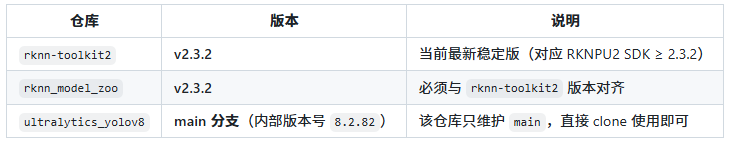 仓库 版本 说明
rknn-toolkit2 v2.3.2 当前最新稳定版（对应 RKNPU2 SDK ≥ 2.3.2）
rknn_model_zoo v2.3.2 必须与 rknn-toolkit2 版本对齐
ultralytics_yolov8 main 分支（内部版本号 8.2.82 ） 该仓库只维护 main ，直接 clone 使用即可